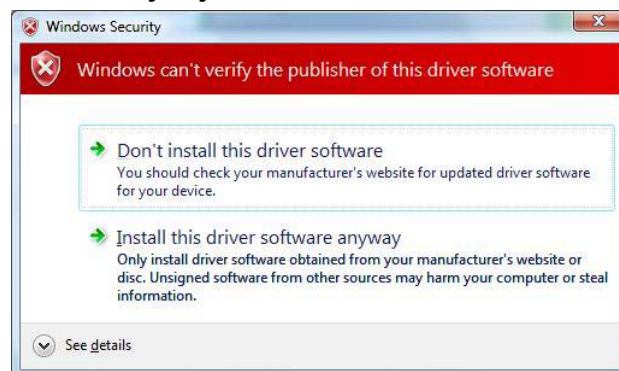 Windows Security
Windows can't verify the publisher of this driver software
Don't install this driver software
You should check your manufacturer's website for updated driver software
for your device.
Install this driver software anyway
Only install driver software obtained from your manufacturer's website or
disc. Unsigned software from other sources may harm your computer or steal
information.
See details